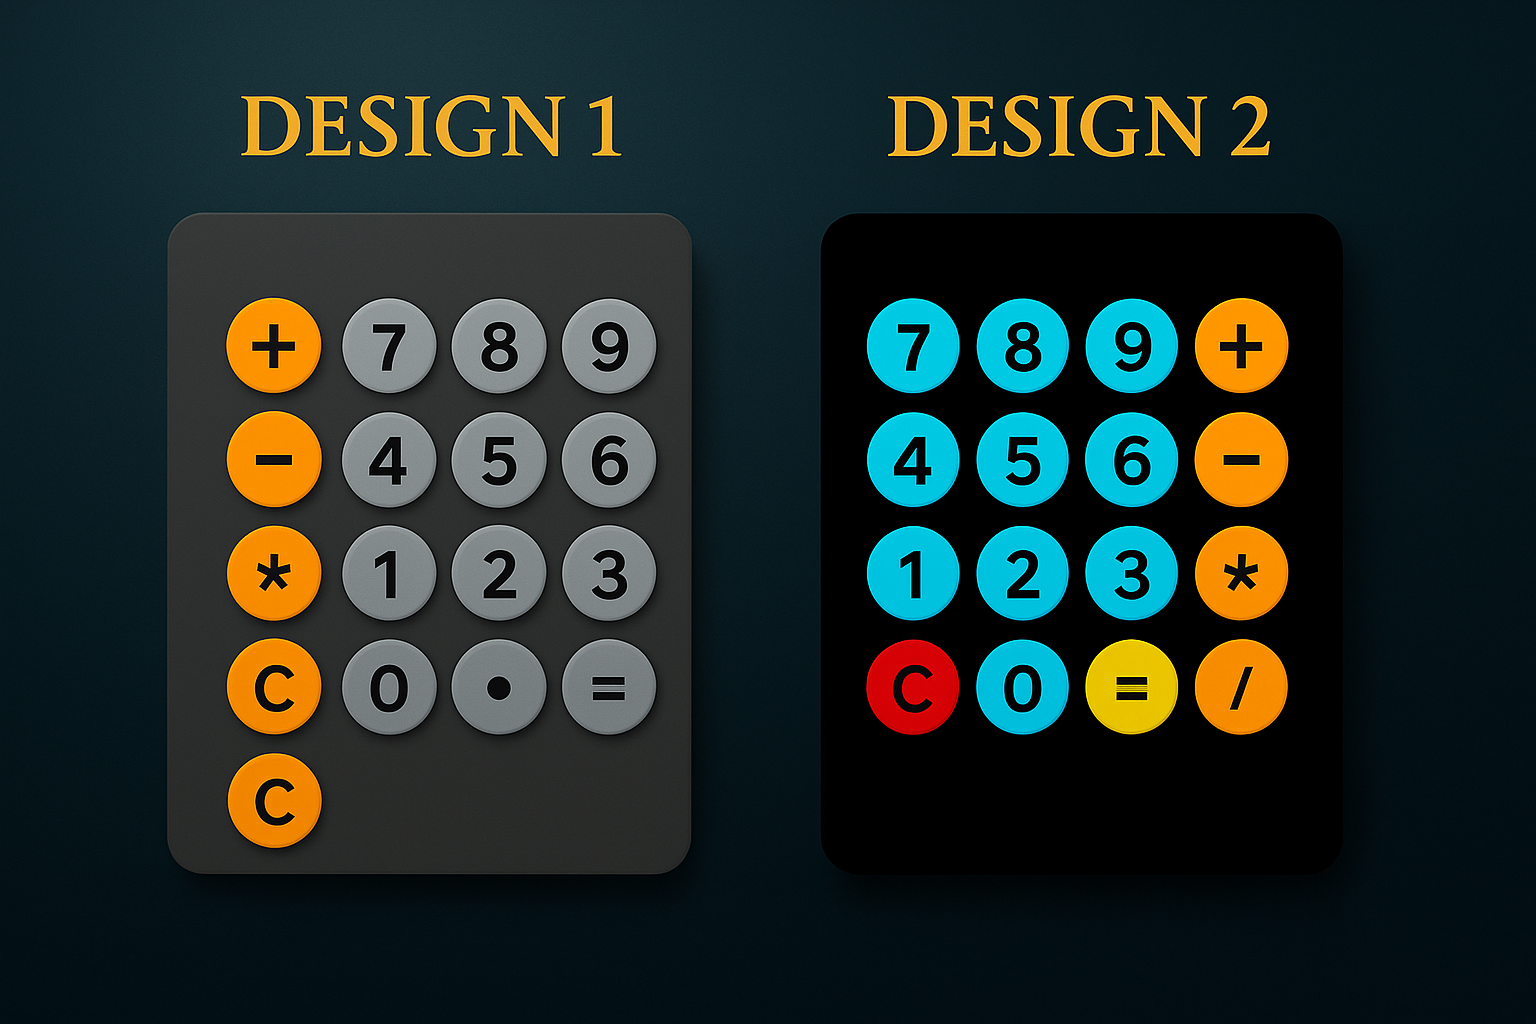 DESIGN 1
+ 7 8 9
- 4 5 6
* 1 2 3
C 0 • =
C
DESIGN 2
7 8 9 +
4 5 6 -
1 2 3 *
C 0 = /